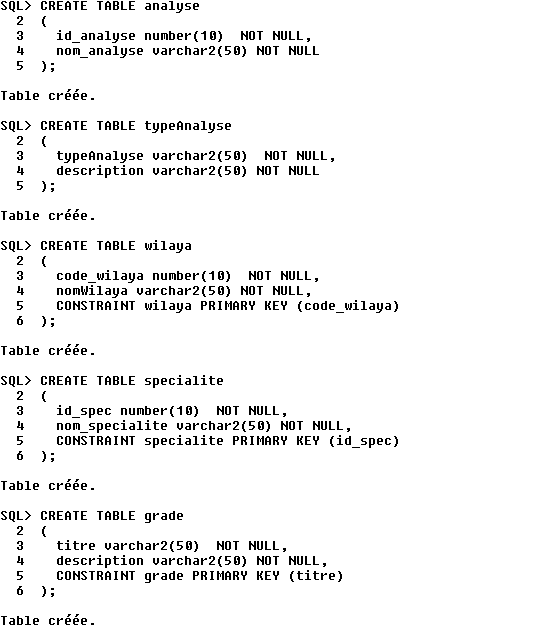 SQL> CREATE TABLE analyse
  2  (
  3    id_analyse number(10)  NOT NULL,
  4    nom_analyse varchar2(50) NOT NULL
  5  );

Table créée.

SQL> CREATE TABLE typeAnalyse
  2  (
  3    typeAnalyse varchar2(50)  NOT NULL,
  4    description varchar2(50) NOT NULL
  5  );

Table créée.

SQL> CREATE TABLE wilaya
  2  (
  3    code_wilaya number(10)  NOT NULL,
  4    nomWilaya varchar2(50) NOT NULL,
  5    CONSTRAINT wilaya PRIMARY KEY (code_wilaya)
  6  );

Table créée.

SQL> CREATE TABLE specialite
  2  (
  3    id_spec number(10)  NOT NULL,
  4    nom_specialite varchar2(50) NOT NULL,
  5    CONSTRAINT specialite PRIMARY KEY (id_spec)
  6  );

Table créée.

SQL> CREATE TABLE grade
  2  (
  3    titre varchar2(50)  NOT NULL,
  4    description varchar2(50) NOT NULL,
  5    CONSTRAINT grade PRIMARY KEY (titre)
  6  );

Table créée.